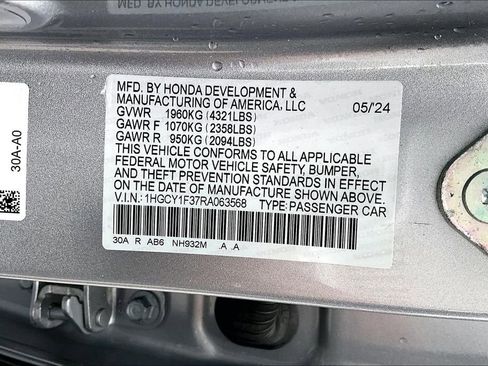 MFD. BY HONDA DEVELOPMENT &
MANUFACTURING OF AMERICA, LLC 05/'24
GVWR 1960KG (4321LBS)
GAWR F 1070KG (2358LBS)
GAWR R 950KG (2094LBS)
THIS VEHICLE CONFORMS TO ALL APPLICABLE
FEDERAL MOTOR VEHICLE SAFETY, BUMPER,
AND THEFT PREVENTION STANDARDS IN EFFECT
ON THE DATE OF MANUFACTURE SHOWN ABOVE.
V.I.N.: 1HGCY1F37RA063568 TYPE: PASSENGER CAR
30A R AB6 NH932M .A .A
30A-A0